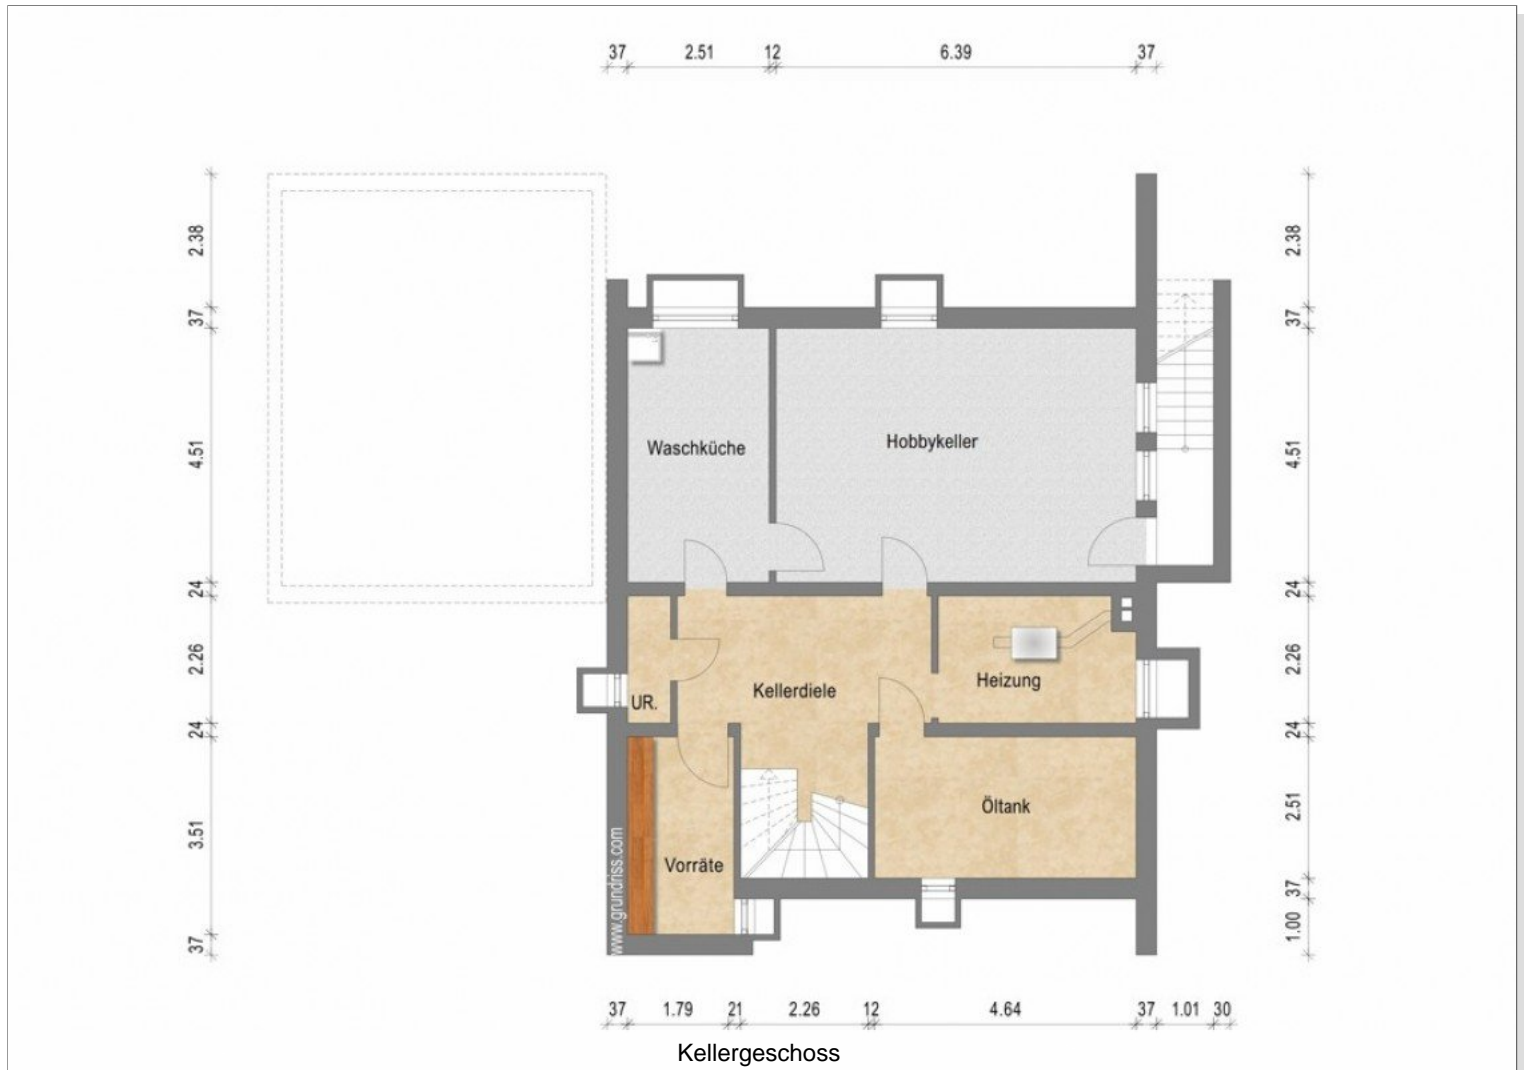 37 2.51 12 6.39 37
2.38
37
4.51
24
2.26
24
3.51
37
2.38
37
4.51
24
2.26
24
2.51
37
1.00
Waschküche
Hobbykeller
UR.
Kellerdiele
Heizung
Öltank
Vorräte
www.grundriss.com
37 1.79 21 2.26 12 4.64 37 1.01 30
Kellergeschoss